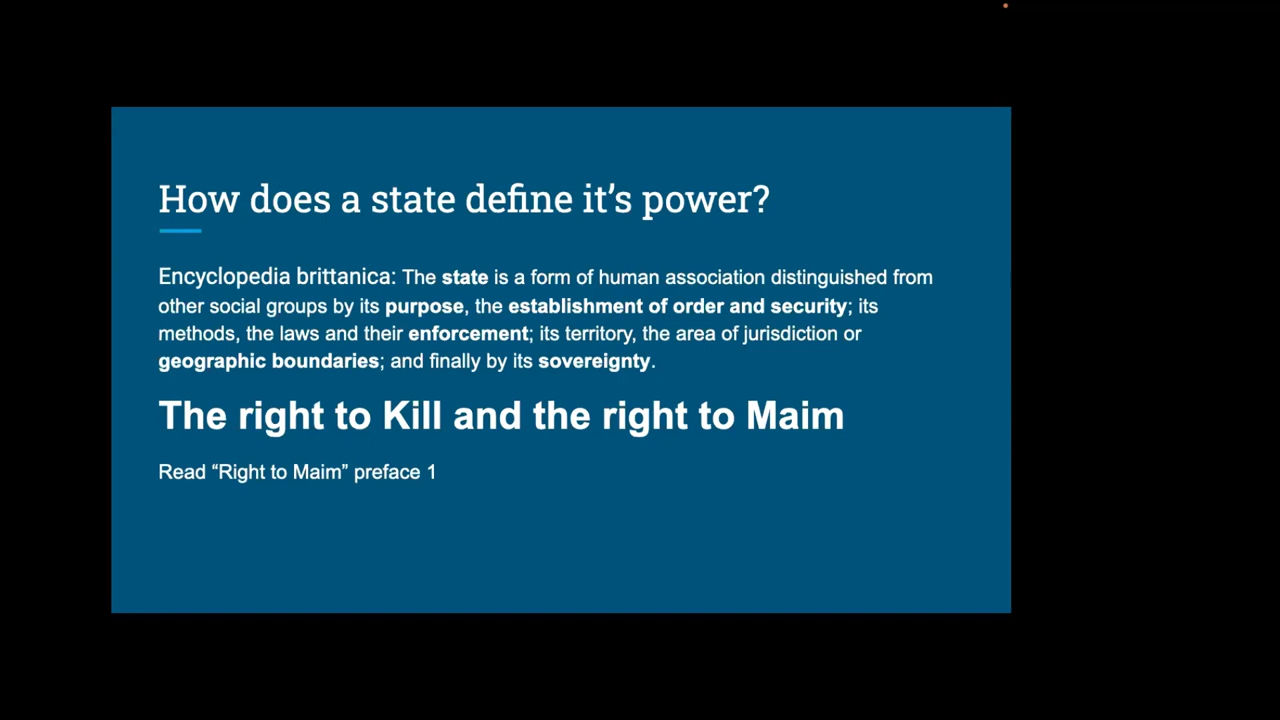 How does a state define it’s power?
Encyclopedia brittanica: The state is a form of human association distinguished from
other social groups by its purpose, the establishment of order and security; its
methods, the laws and their enforcement; its territory, the area of jurisdiction or
geographic boundaries; and finally by its sovereignty.
The right to Kill and the right to Maim
Read “Right to Maim” preface 1